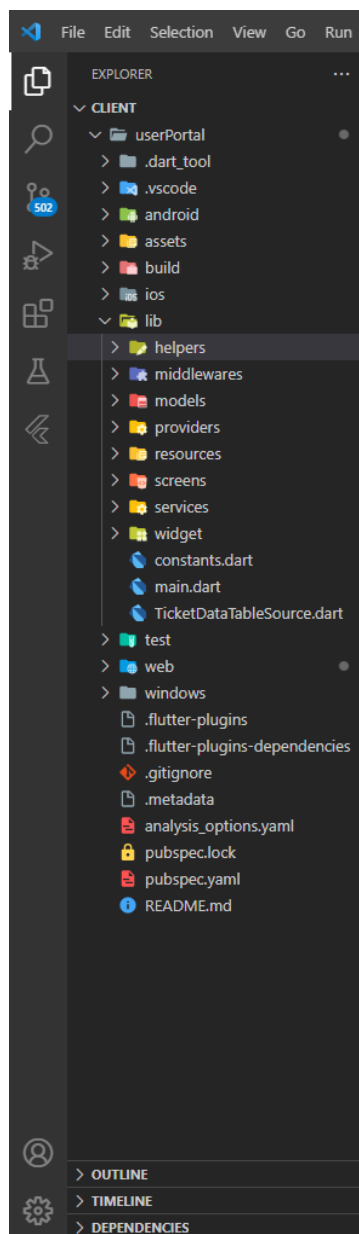 File Edit Selection View Go Run
EXPLORER
CLIENT
userPortal
.dart_tool
.vscode
android
assets
build
ios
lib
helpers
middlewares
models
providers
resources
screens
services
widget
constants.dart
main.dart
TicketDataTableSource.dart
test
web
windows
.flutter-plugins
.flutter-plugins-dependencies
.gitignore
.metadata
analysis_options.yaml
pubspec.lock
pubspec.yaml
README.md
502
OUTLINE
TIMELINE
DEPENDENCIES